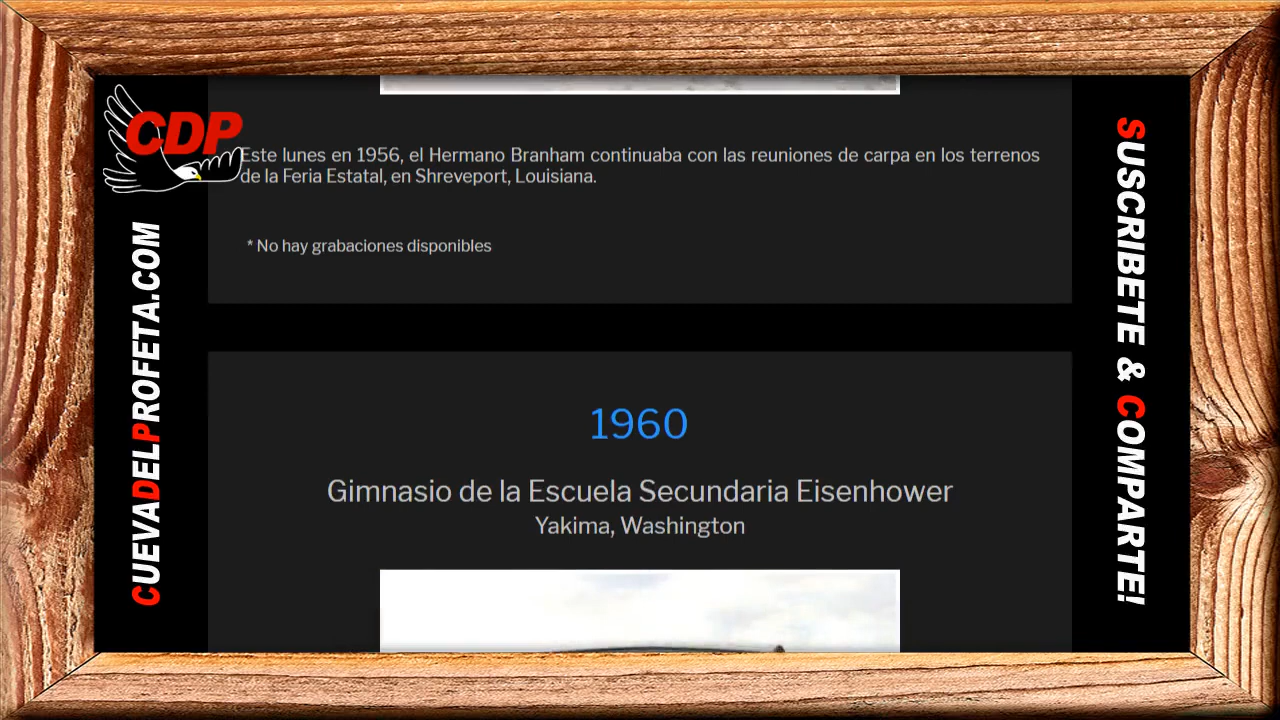 CDP
Este lunes en 1956, el Hermano Branham continuaba con las reuniones de carpa en los terrenos
de la Feria Estatal, en Shreveport, Louisiana.
* No hay grabaciones disponibles
CUEVADELPROFETA.COM
SUSCRIBETE & COMPARTE!
1960
Gimnasio de la Escuela Secundaria Eisenhower
Yakima, Washington